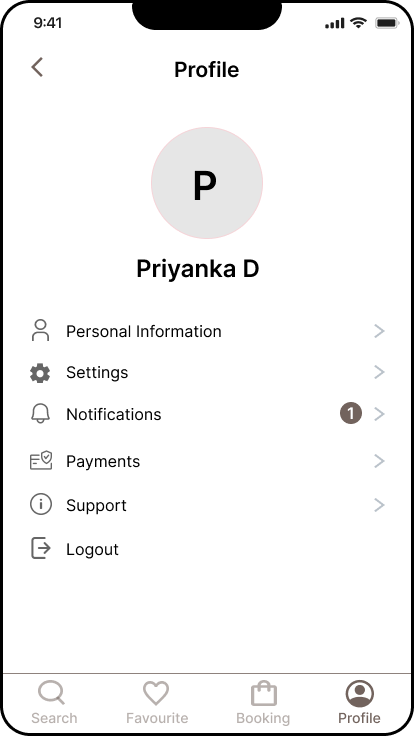 9:41
Profile
P
Priyanka D
Personal Information
Settings
Notifications 1
Payments
Support
Logout
Search Favourite Booking Profile